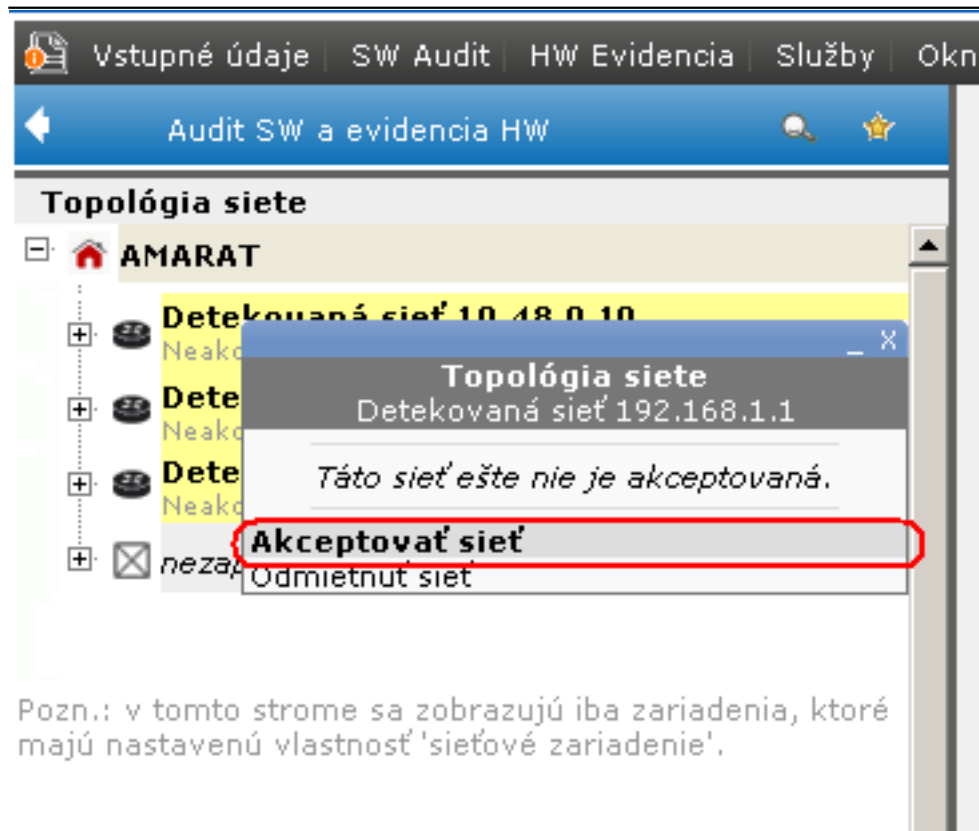 Vstupné údaje SW Audit HW Evidencia Služby
Audit SW a evidencia HW
Topológia siete
AMARAT
Detekovaná sieť 10.48.0.10
_ X
Topológia siete
Detekovaná sieť 192.168.1.1
Táto sieť ešte nie je akceptovaná.
Akceptovať sieť
Odmietnuť sieť
Pozn.: v tomto strome sa zobrazujú iba zariadenia, ktoré
majú nastavenú vlastnosť 'sieťové zariadenie'.